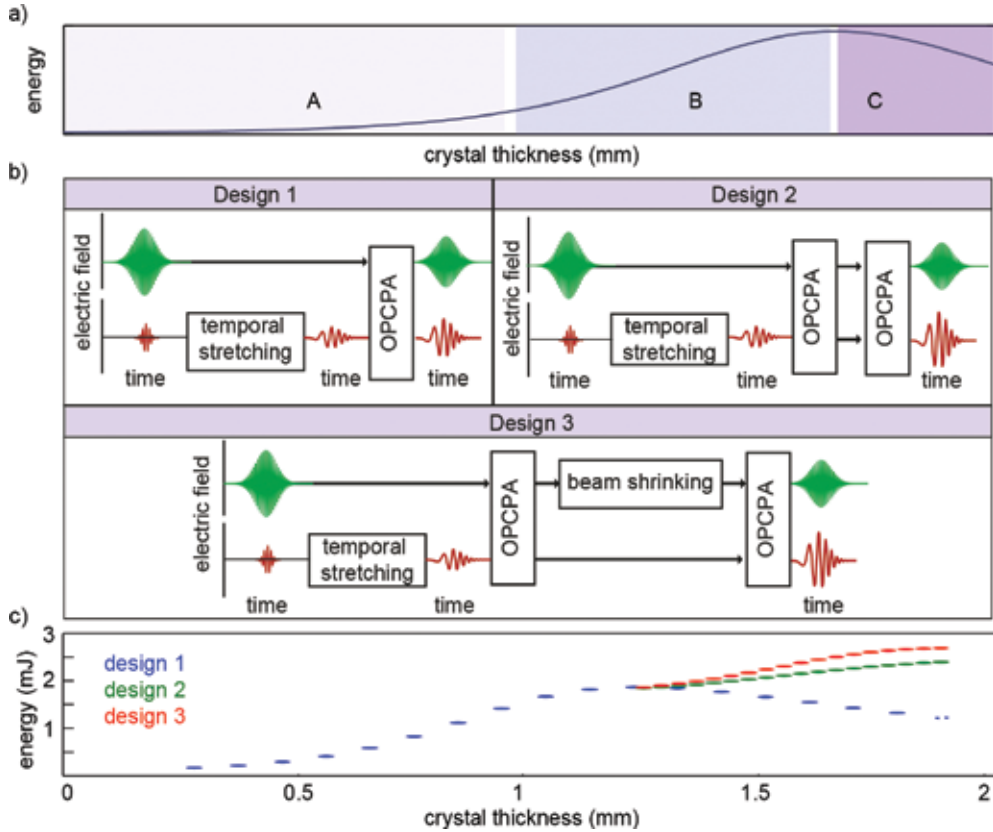 a)
energy
A
B
C
crystal thickness (mm)
b)
Design 1
electric field
temporal
stretching
OPCPA
time
time
time
Design 2
electric field
temporal
stretching
OPCPA
OPCPA
time
time
time
Design 3
electric field
temporal
stretching
OPCPA
beam shrinking
OPCPA
time
time
time
c)
energy (mJ)
3
2
1
design 1
design 2
design 3
0
0.5
1
1.5
2
crystal thickness (mm)